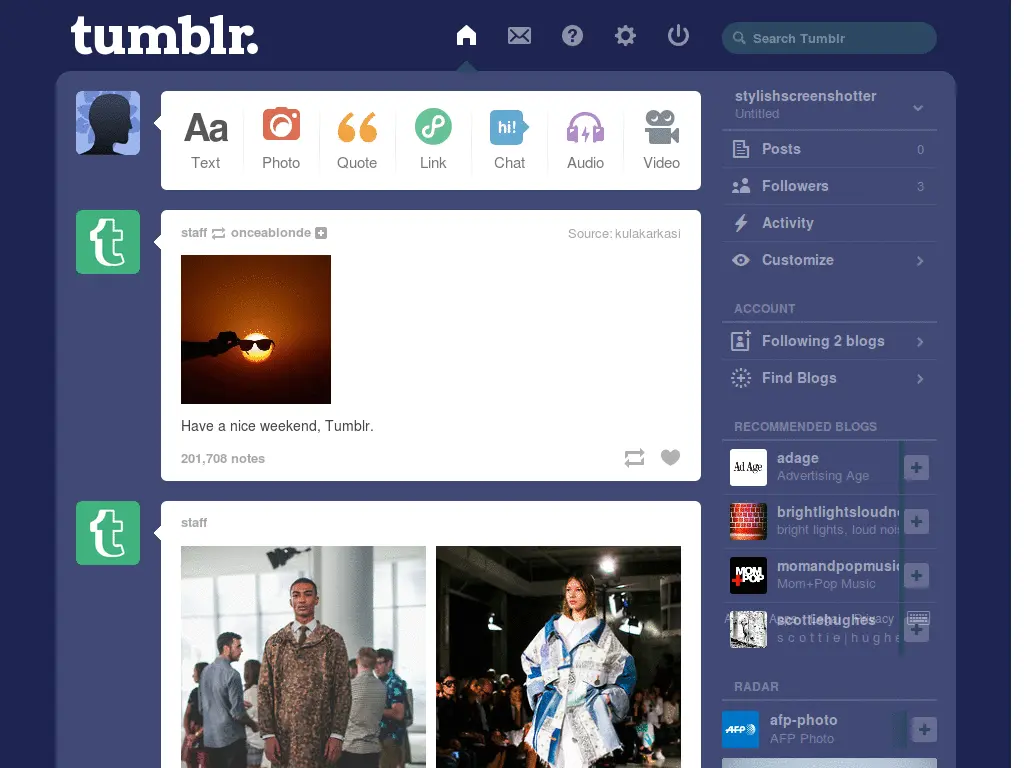 tumblr.
Search Tumblr
Aa
Text
Photo
Quote
Link
hi!
Chat
Audio
Video
staff onceablonde
Source: kulakarkasi
Have a nice weekend, Tumblr.
201,708 notes
staff
stylishscreenshotter
Untitled
Posts 0
Followers 3
Activity
Customize
ACCOUNT
Following 2 blogs
Find Blogs
RECOMMENDED BLOGS
Ad Age
adage
Advertising Age
brightlightsloudn
bright lights, loud nois
MOM POP
momandpopmusic
Mom+Pop Music
scottiehughes
Legal Privacy
s c o t t i e | h u g h s
RADAR
AFP
afp-photo
AFP Photo